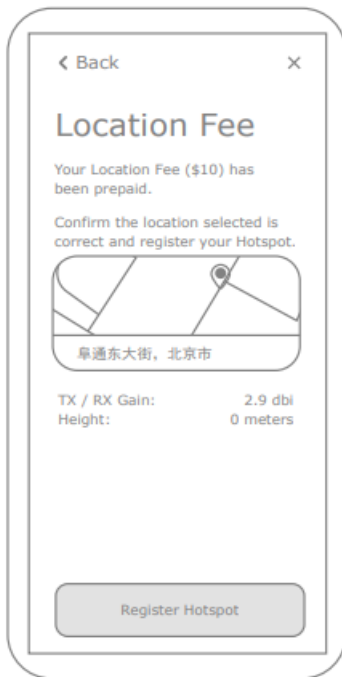 Back
Location Fee
Your Location Fee ($10) has
been prepaid.
Confirm the location selected is
correct and register your Hotspot.
阜通东大街，北京市
TX / RX Gain: 2.9 dbi
Height: 0 meters
Register Hotspot